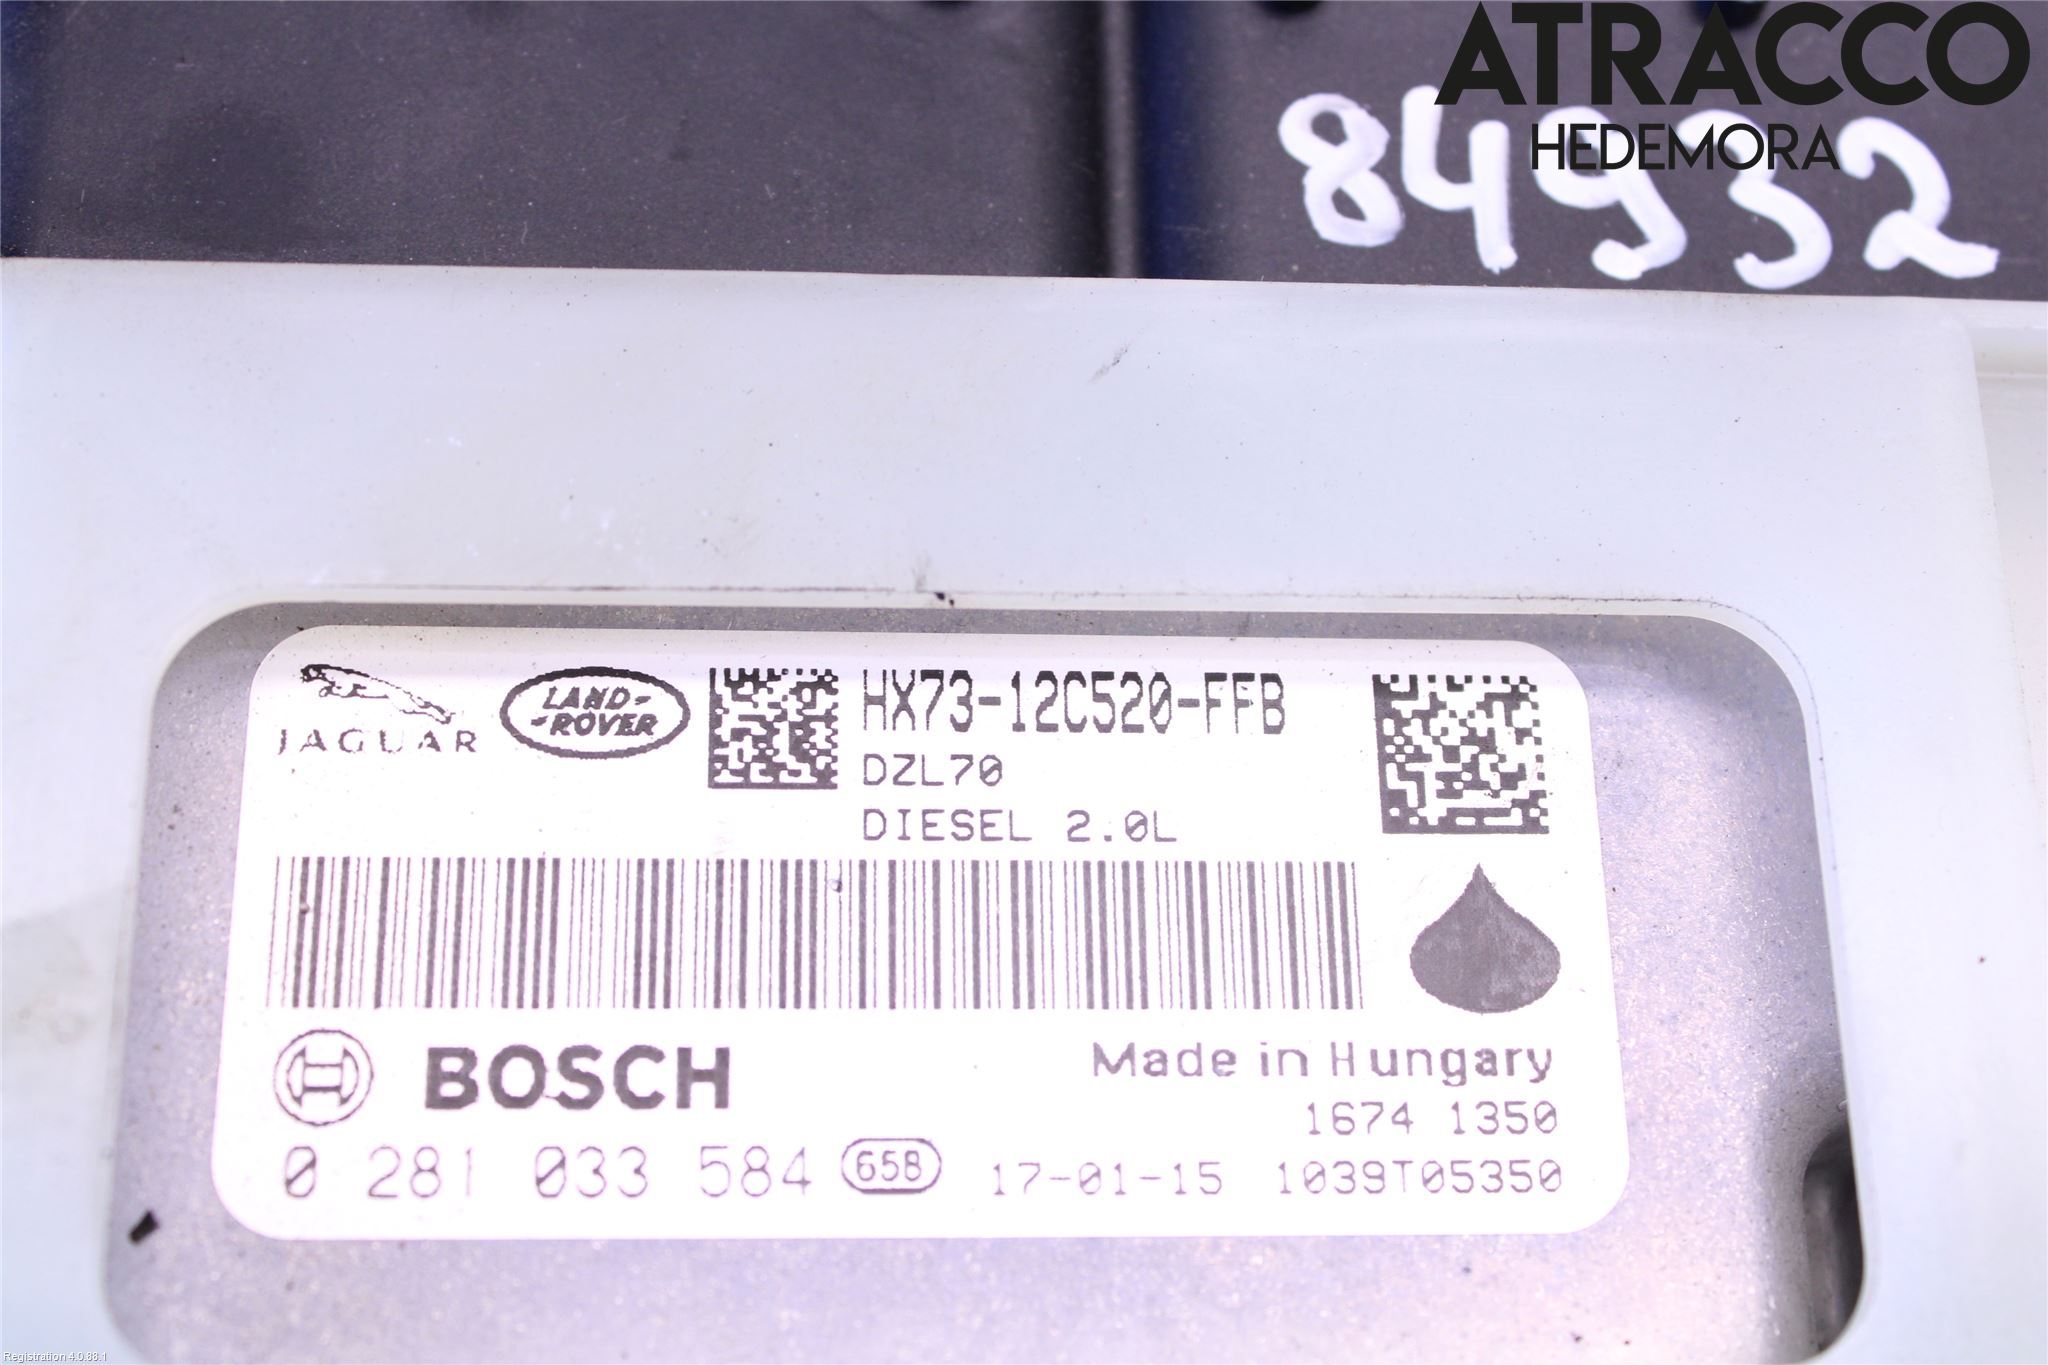 ATRACCO
HEDEMORA
84932
JAGUAR
LAND-
-ROVER
HX73-12C520-FFB
DZL70
DIESEL 2.0L
BOSCH
Made in Hungary
1674 1350
0 281 033 584 658 17-01-15 1039T05350
Registration 4.0.88.1